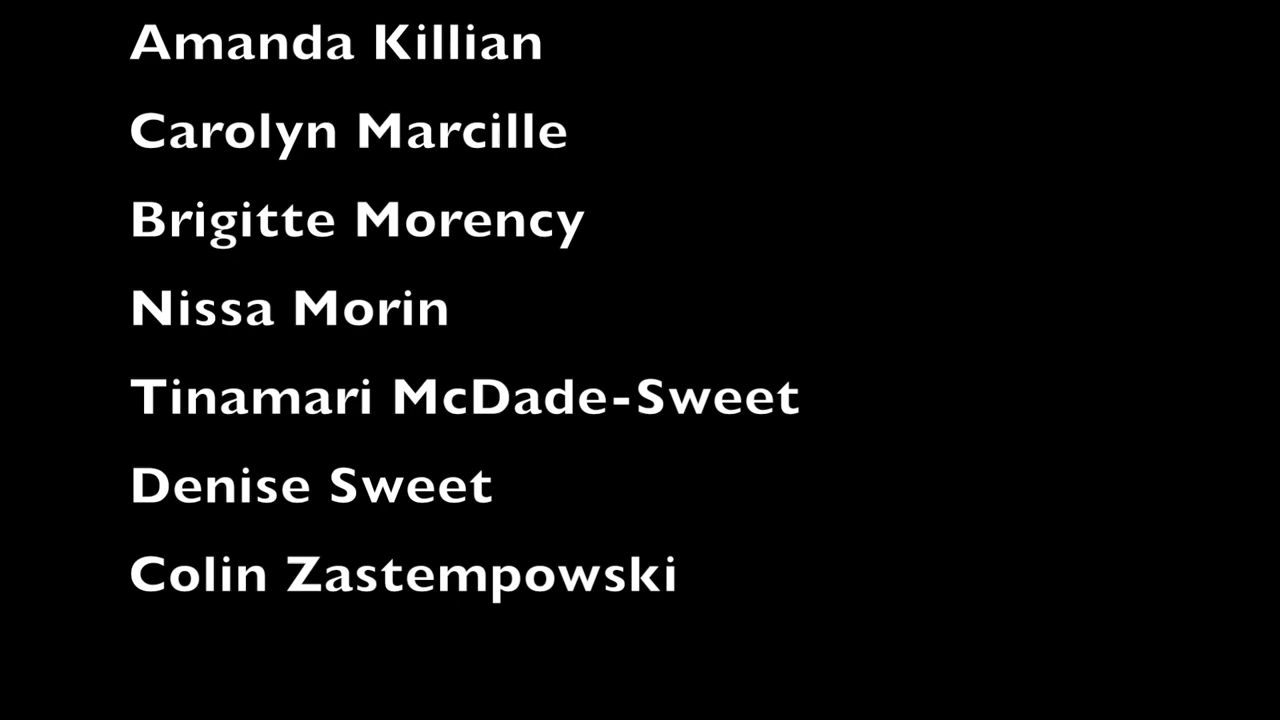 Amanda Killian
Carolyn Marcille
Brigitte Morency
Nissa Morin
Tinamari McDade-Sweet
Denise Sweet
Colin Zastempowski